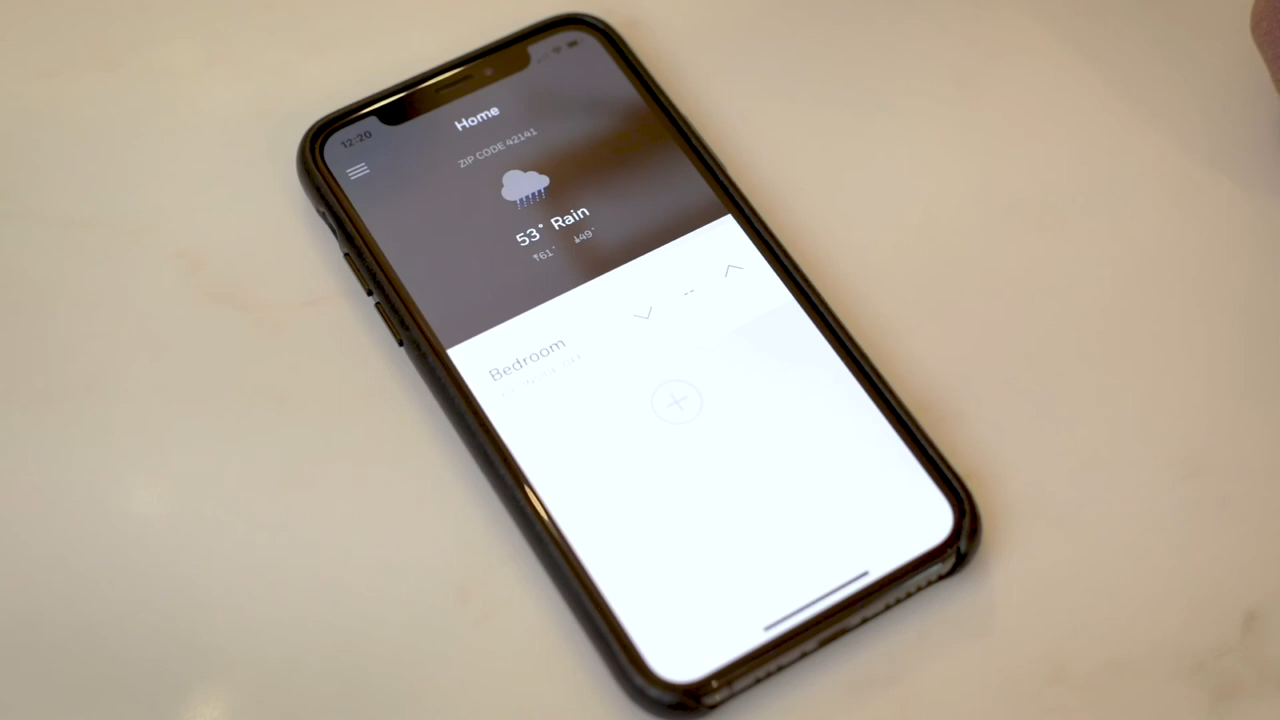 12:20
Home
ZIP CODE 42141
53° Rain
↑61° ↓49°
--
Bedroom